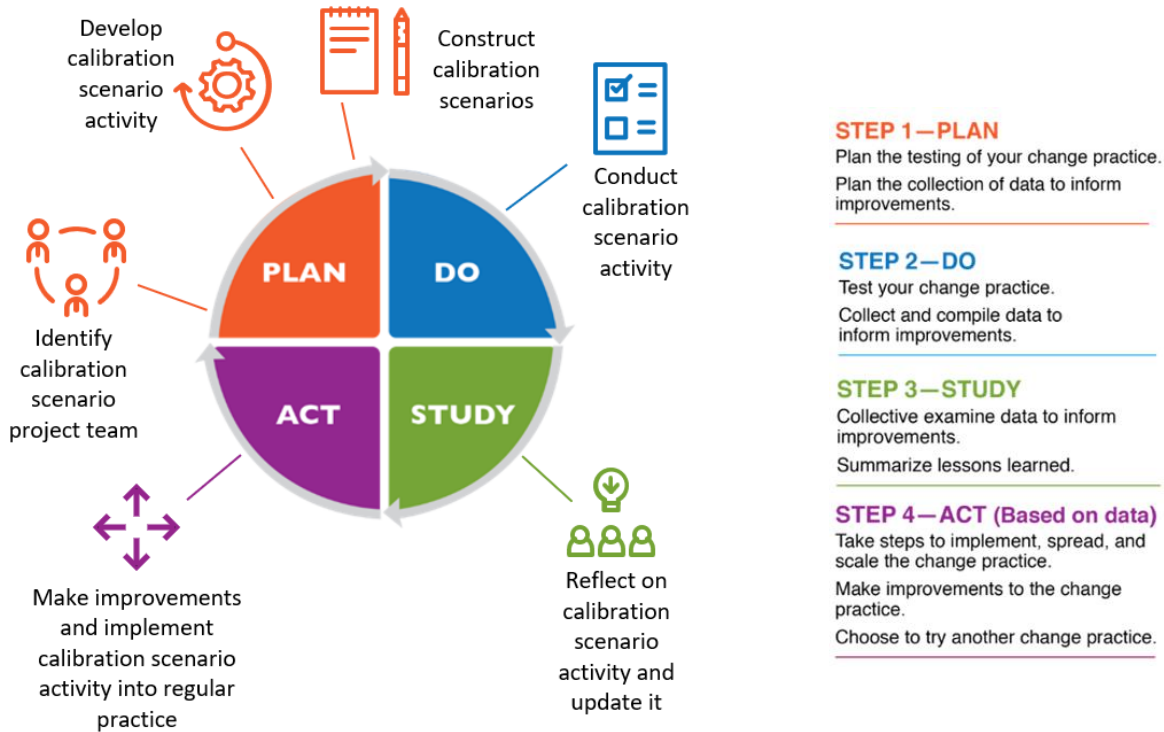 Develop
calibration
scenario
activity
Construct
calibration
scenarios
Conduct
calibration
scenario
activity
Identify
calibration
scenario
project team
PLAN
DO
ACT
STUDY
Make improvements
and implement
calibration scenario
activity into regular
practice
Reflect on
calibration
scenario
activity and
update it
STEP 1—PLAN
Plan the testing of your change practice.
Plan the collection of data to inform
improvements.
STEP 2—DO
Test your change practice.
Collect and compile data to
inform improvements.
STEP 3—STUDY
Collective examine data to inform
improvements.
Summarize lessons learned.
STEP 4—ACT (Based on data)
Take steps to implement, spread, and
scale the change practice.
Make improvements to the change
practice.
Choose to try another change practice.